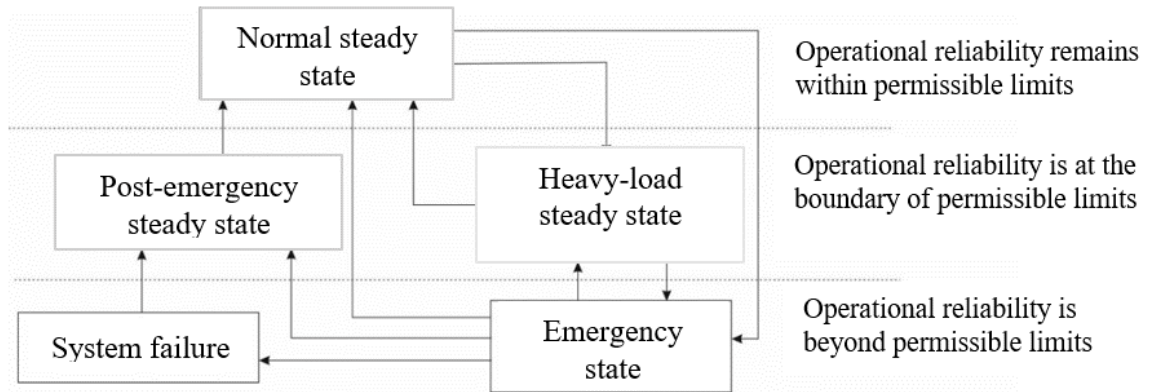 Normal steady
state
Operational reliability remains
within permissible limits
Post-emergency
steady state
Heavy-load
steady state
Operational reliability is at the
boundary of permissible limits
System failure
Emergency
state
Operational reliability is
beyond permissible limits